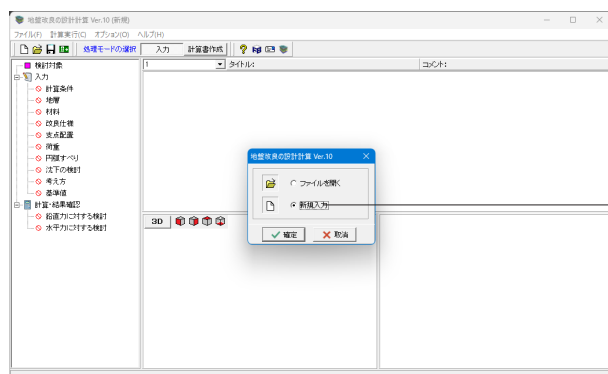 地盤改良の設計計算 Ver.10 (新規)
ファイル(F) 計算実行(C) オプション(O) ヘルプ(H)
処理モードの選択 入力 計算書作成
検討対象
1 タイトル: コメント:
入力
計算条件
地層
材料
改良仕様
支点配置
荷重
円弧すべり
沈下の検討
考え方
基準値
計算・結果確認
鉛直力に対する検討
水平力に対する検討
地盤改良の設計計算 Ver.10
ファイルを開く
新規入力
確定 取消
3D